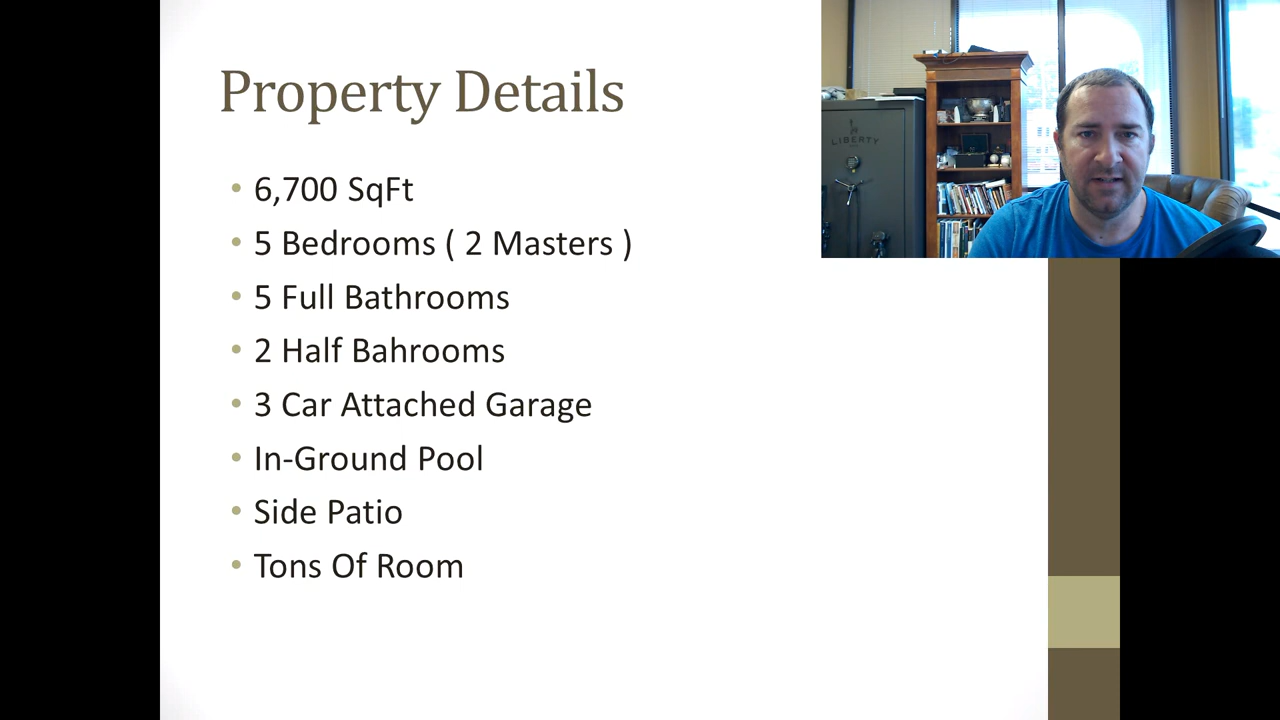 Property Details
LIBERTY
• 6,700 SqFt
• 5 Bedrooms ( 2 Masters )
• 5 Full Bathrooms
• 2 Half Bahrooms
• 3 Car Attached Garage
• In-Ground Pool
• Side Patio
• Tons Of Room